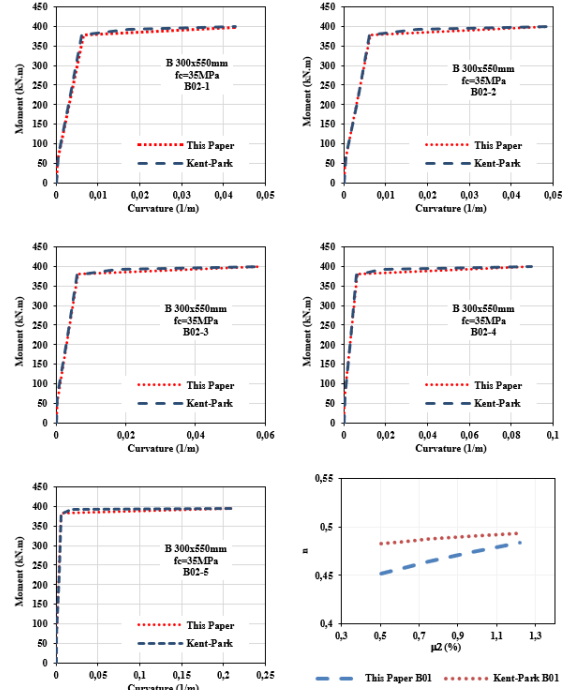 450
400
350
300
250
200
150
100
50
0
Moment (kN.m)
B 300x550mm
fc=35MPa
B02-1
This Paper
Kent-Park
0 0,01 0,02 0,03 0,04 0,05
Curvature (1/m)
450
400
350
300
250
200
150
100
50
0
Moment (kN.m)
B 300x550mm
fc=35MPa
B02-2
This Paper
Kent-Park
0 0,01 0,02 0,03 0,04 0,05
Curvature (1/m)
450
400
350
300
250
200
150
100
50
0
Moment (kN.m)
B 300x550mm
fc=35MPa
B02-3
This Paper
Kent-Park
0 0,02 0,04 0,06
Curvature (1/m)
450
400
350
300
250
200
150
100
50
0
Moment (kN.m)
B 300x550mm
fc=35MPa
B02-4
This Paper
Kent-Park
0 0,02 0,04 0,06 0,08 0,1
Curvature (1/m)
450
400
350
300
250
200
150
100
50
0
Moment (kN.m)
B 300x550mm
fc=35MPa
B02-5
This Paper
Kent-Park
0 0,05 0,1 0,15 0,2 0,25
Curvature (1/m)
0,55
0,5
0,45
0,4
n
0,3 0,5 0,7 0,9 1,1 1,3
μ2 (%)
This Paper B01 Kent-Park B01